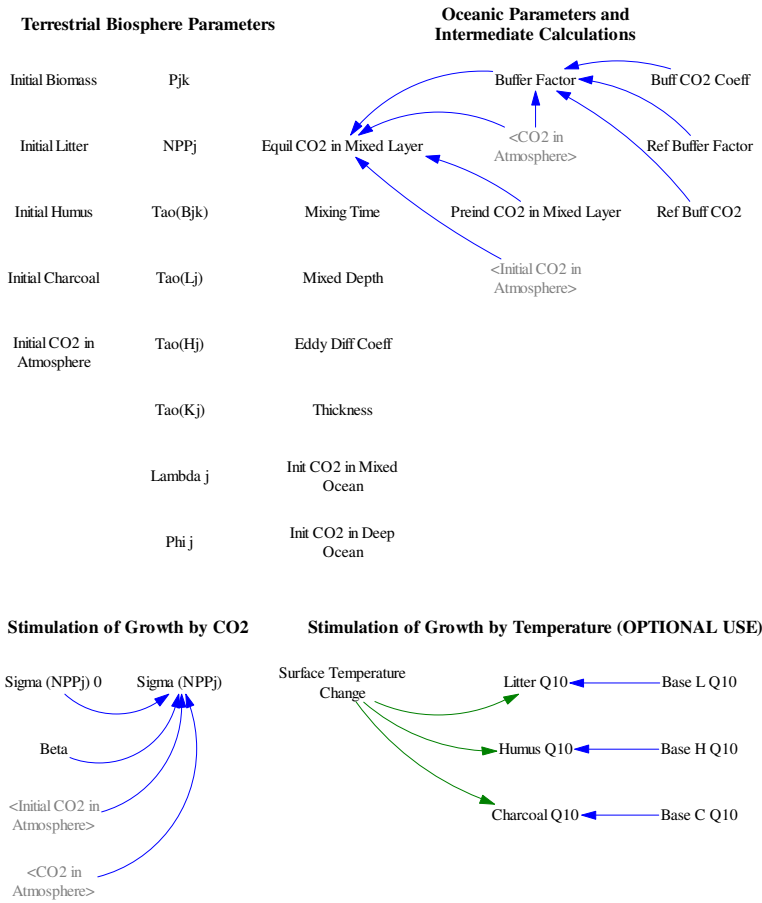 Terrestrial Biosphere Parameters
Oceanic Parameters and
Intermediate Calculations
Initial Biomass
Pjk
Buffer Factor
Buff CO2 Coeff
Initial Litter
NPPj
Equil CO2 in Mixed Layer
<CO2 in
Atmosphere>
Ref Buffer Factor
Initial Humus
Tao(Bjk)
Mixing Time
Preind CO2 in Mixed Layer
Ref Buff CO2
Initial Charcoal
Tao(Lj)
Mixed Depth
<Initial CO2 in
Atmosphere>
Initial CO2 in
Atmosphere
Tao(Hj)
Eddy Diff Coeff
Tao(Kj)
Thickness
Lambda j
Init CO2 in Mixed
Ocean
Phi j
Init CO2 in Deep
Ocean
Stimulation of Growth by CO2
Stimulation of Growth by Temperature (OPTIONAL USE)
Sigma (NPPj) 0
Sigma (NPPj)
Surface Temperature
Change
Litter Q10
Base L Q10
Beta
Humus Q10
Base H Q10
<Initial CO2 in
Atmosphere>
Charcoal Q10
Base C Q10
<CO2 in
Atmosphere>